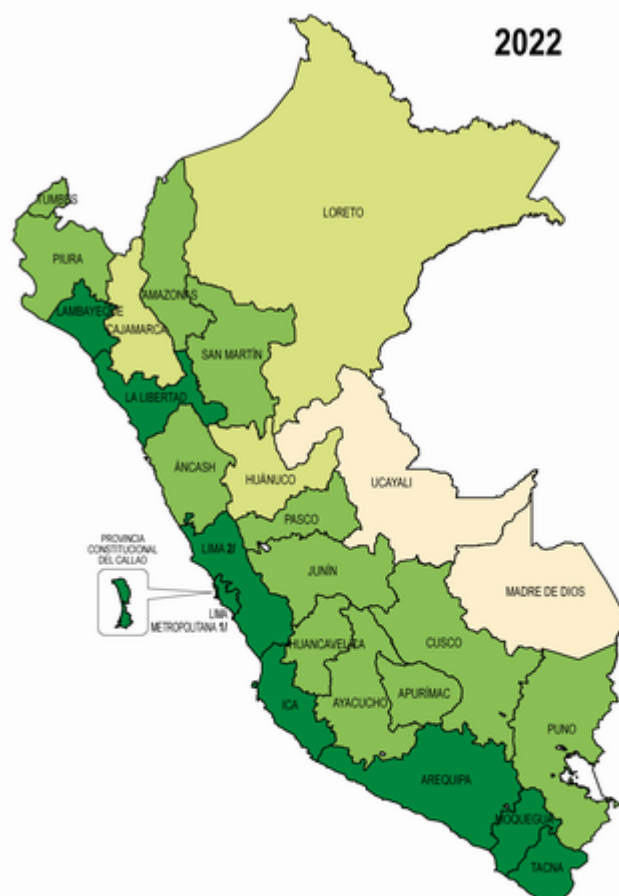 2022
LORETO
TUMBES
PIURA
AMAZONAS
LAMBAYEQUE
CAJAMARCA
SAN MARTÍN
LA LIBERTAD
ÁNCASH
HUÁNUCO
UCAYALI
PASCO
PROVINCIA
CONSTITUCIONAL
DEL CALLAO
LIMA 2/
JUNÍN
MADRE DE DIOS
LIMA
METROPOLITANA 1/
HUANCAVELICA
CUSCO
ICA
AYACUCHO
APURÍMAC
PUNO
AREQUIPA
MOQUEGUA
TACNA